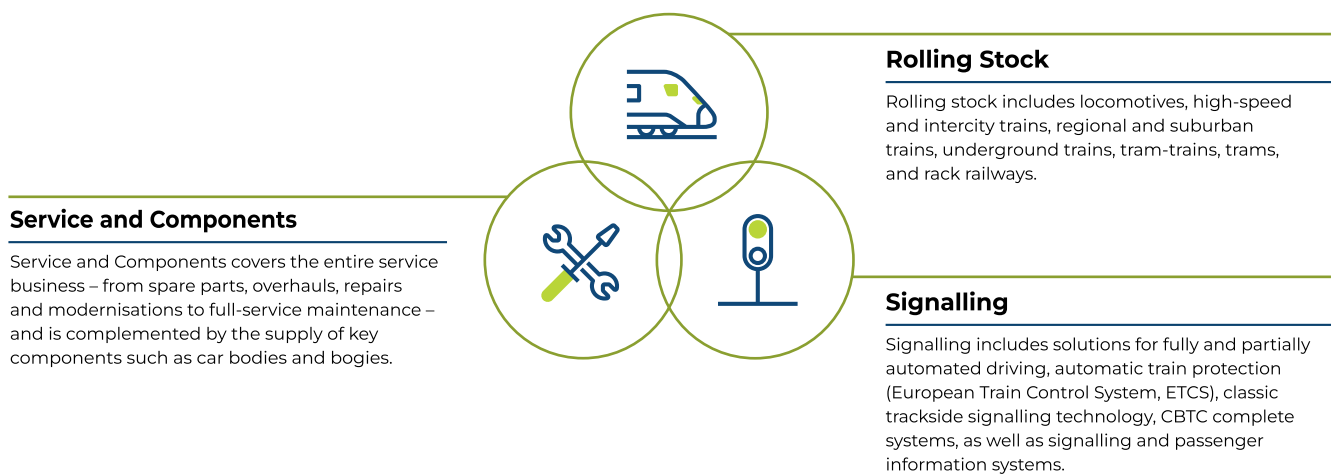 Rolling Stock
Rolling stock includes locomotives, high-speed
and intercity trains, regional and suburban
trains, underground trains, tram-trains, trams,
and rack railways.
Service and Components
Service and Components covers the entire service
business – from spare parts, overhauls, repairs
and modernisations to full-service maintenance –
and is complemented by the supply of key
components such as car bodies and bogies.
Signalling
Signalling includes solutions for fully and partially
automated driving, automatic train protection
(European Train Control System, ETCS), classic
trackside signalling technology, CBTC complete
systems, as well as signalling and passenger
information systems.